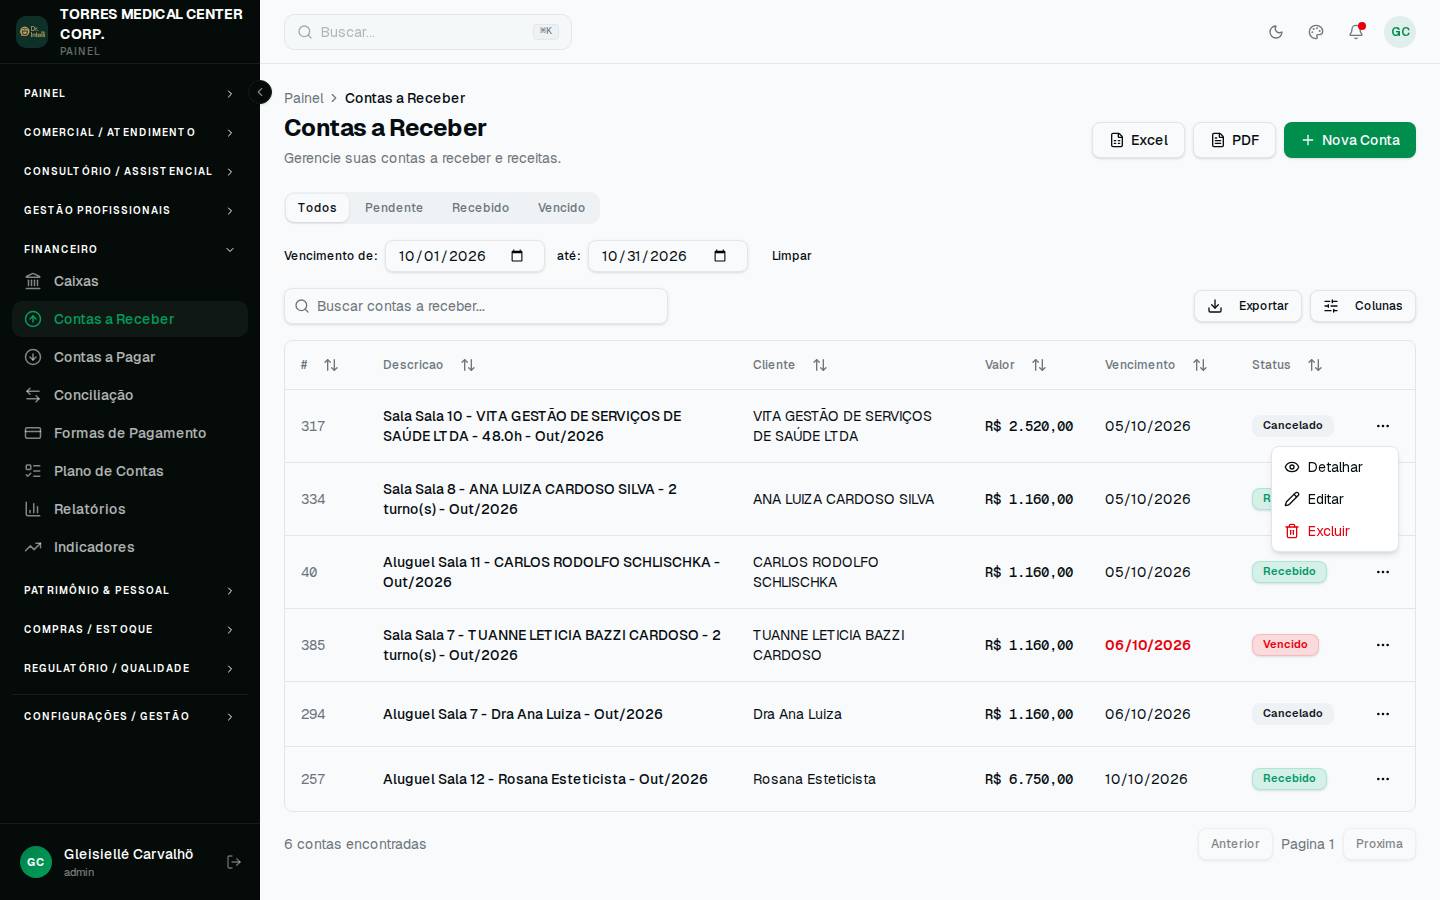 TORRES MEDICAL CENTER
CORP.
PAINEL
Dr.
Intelli
Buscar...
⌘K
GC
PAINEL
COMERCIAL / ATENDIMENTO
CONSULTÓRIO / ASSISTENCIAL
GESTÃO PROFISSIONAIS
FINANCEIRO
Caixas
Contas a Receber
Contas a Pagar
Conciliação
Formas de Pagamento
Plano de Contas
Relatórios
Indicadores
PATRIMÔNIO & PESSOAL
COMPRAS / ESTOQUE
REGULATÓRIO / QUALIDADE
CONFIGURAÇÕES / GESTÃO
GC
Gleisiellé Carvalhö
admin
Painel > Contas a Receber
Contas a Receber
Gerencie suas contas a receber e receitas.
Excel
PDF
+ Nova Conta
Todos Pendente Recebido Vencido
Vencimento de: 10/01/2026 até: 10/31/2026 Limpar
Buscar contas a receber...
Exportar
Colunas
# Descricao Cliente Valor Vencimento Status
317
Sala Sala 10 - VITA GESTÃO DE SERVIÇOS DE
SAÚDE LTDA - 48.0h - Out/2026
VITA GESTÃO DE SERVIÇOS
DE SAÚDE LTDA
R$ 2.520,00
05/10/2026
Cancelado
Detalhar
Editar
Excluir
334
Sala Sala 8 - ANA LUIZA CARDOSO SILVA - 2
turno(s) - Out/2026
ANA LUIZA CARDOSO SILVA
R$ 1.160,00
05/10/2026
R
40
Aluguel Sala 11 - CARLOS RODOLFO SCHLISCHKA -
Out/2026
CARLOS RODOLFO
SCHLISCHKA
R$ 1.160,00
05/10/2026
Recebido
385
Sala Sala 7 - TUANNE LETICIA BAZZI CARDOSO - 2
turno(s) - Out/2026
TUANNE LETICIA BAZZI
CARDOSO
R$ 1.160,00
06/10/2026
Vencido
294
Aluguel Sala 7 - Dra Ana Luiza - Out/2026
Dra Ana Luiza
R$ 1.160,00
06/10/2026
Cancelado
257
Aluguel Sala 12 - Rosana Esteticista - Out/2026
Rosana Esteticista
R$ 6.750,00
10/10/2026
Recebido
6 contas encontradas
Anterior
Pagina 1
Proxima